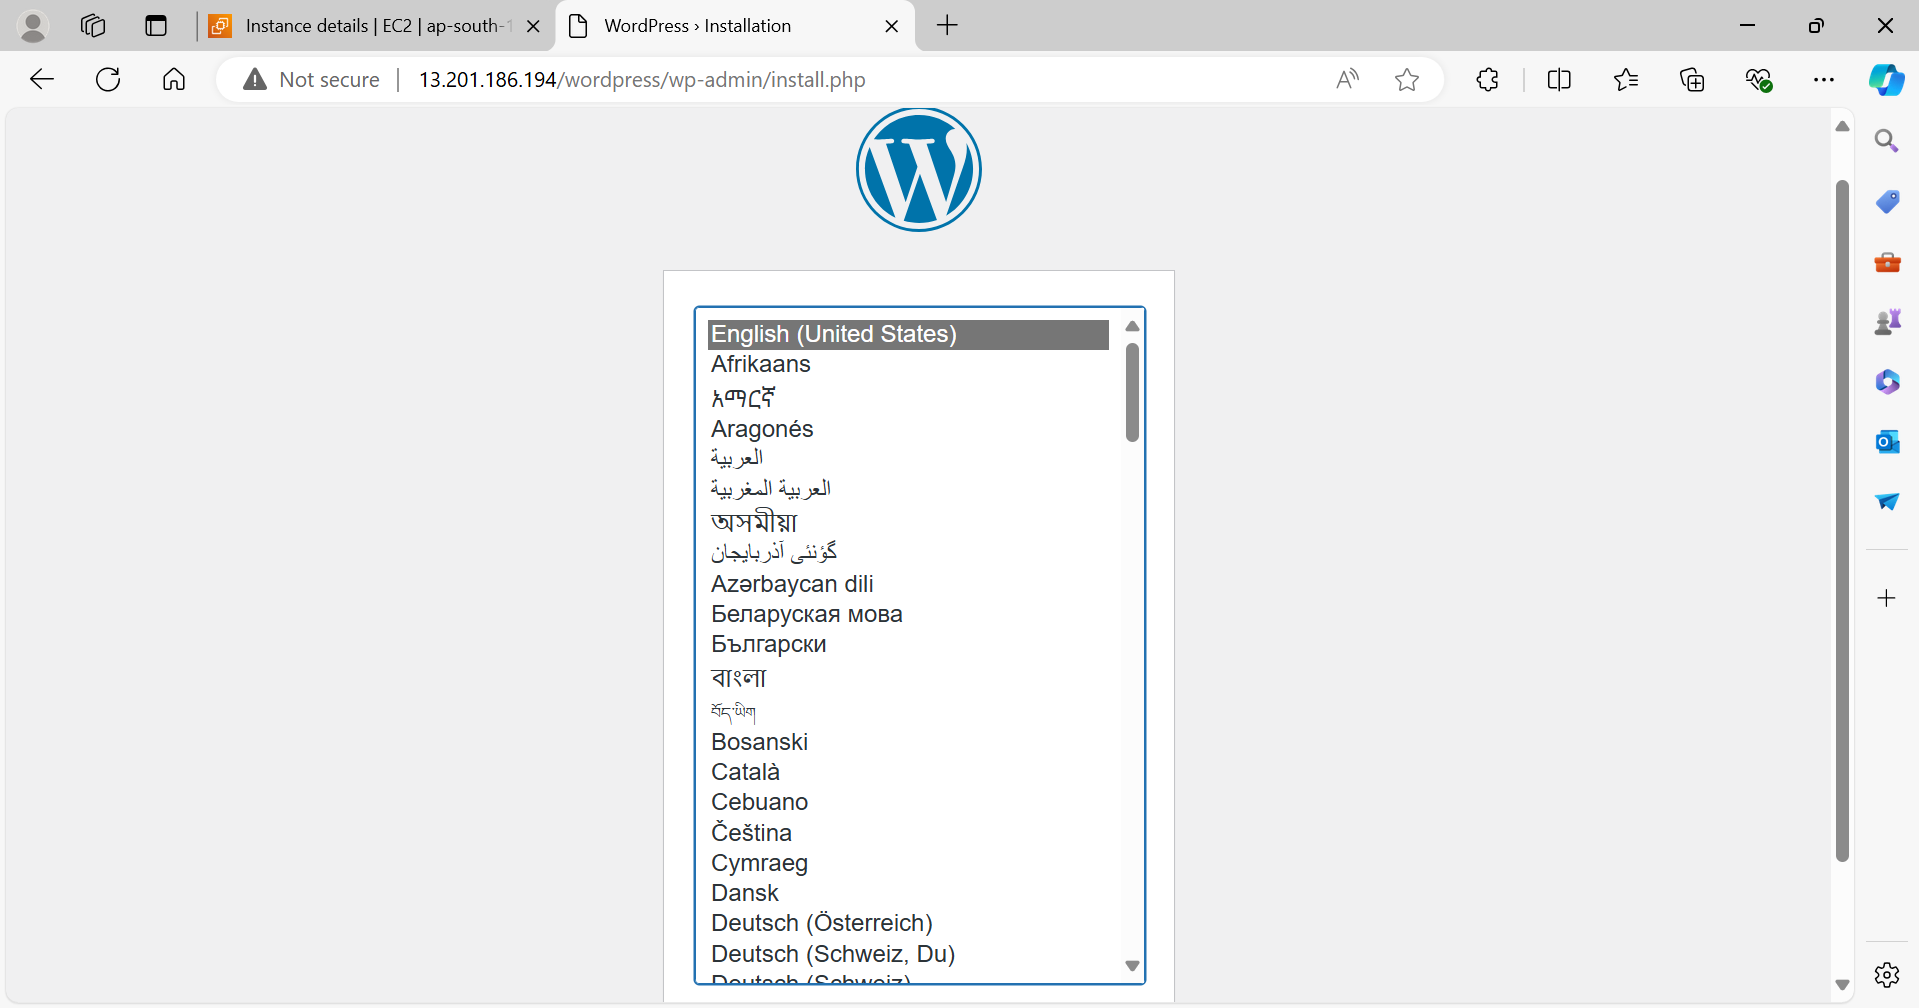 Instance details | EC2 | ap-south-1
WordPress › Installation
Not secure
13.201.186.194/wordpress/wp-admin/install.php
English (United States)
Afrikaans
አማርኛ
Aragonés
العربية
العربية المغربية
অসমীয়া
گؤنئی آذربایجان
Azərbaycan dili
Беларуская мова
Български
বাংলা
བོད་ཡིག
Bosanski
Català
Cebuano
Čeština
Cymraeg
Dansk
Deutsch (Österreich)
Deutsch (Schweiz, Du)
Deutsch (Schweiz)